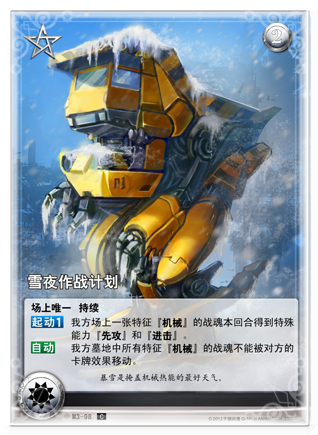 2
雪夜作战计划
场上唯一 持续
起动1 我方场上一张特征『机械』的战魂本回合得到特殊
能力『先攻』和『进击』。
自动 我方墓地中所有特征『机械』的战魂不能被对方的
卡牌效果移动。
暴雪是掩盖机械热能的最好天气。
7
M3-98 C